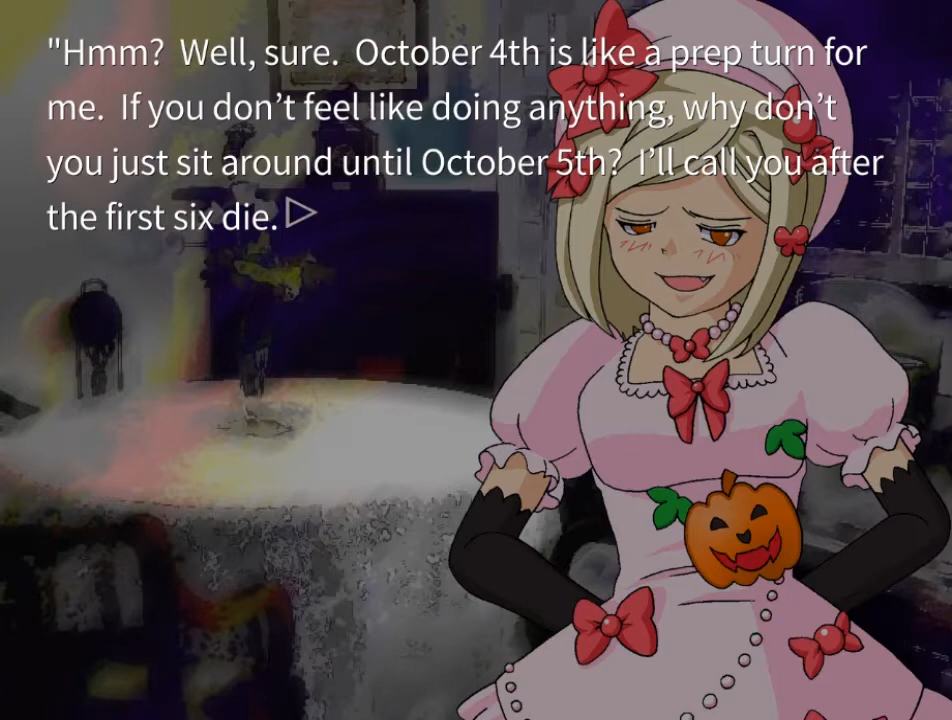 "Hmm?  Well, sure.  October 4th is like a prep turn for
me.  If you don’t feel like doing anything, why don’t
you just sit around until October 5th?  I’ll call you after
the first six die.